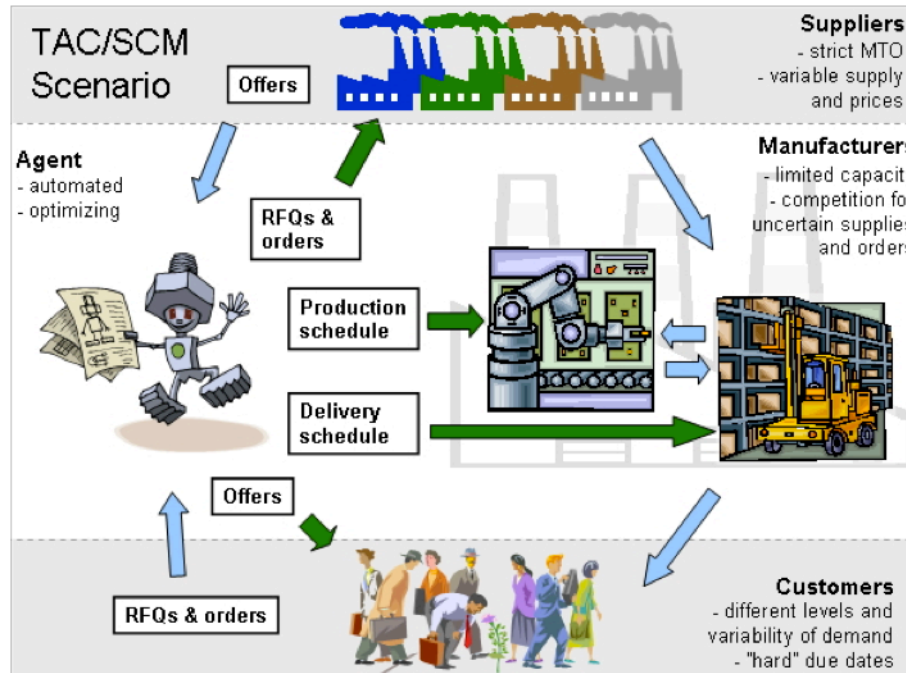 TAC/SCM
Scenario
Offers
Suppliers
- strict MTO
- variable supply
and prices
Agent
- automated
- optimizing
RFQs &
orders
Manufacturers
- limited capacit
- competition fo
uncertain supplies
and orders
Production
schedule
Delivery
schedule
Offers
RFQs & orders
Customers
- different levels and
variability of demand
- "hard" due dates